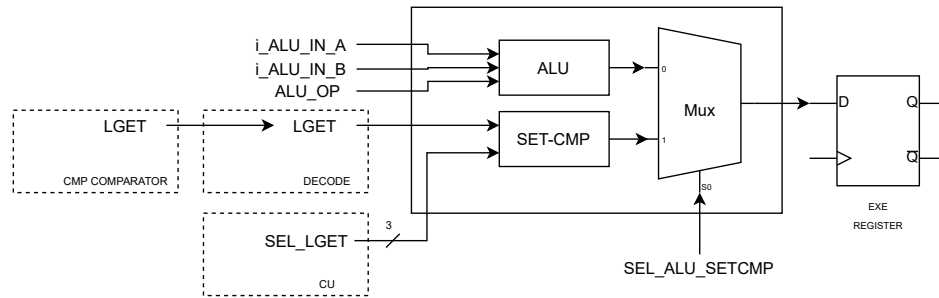 i_ALU_IN_A
i_ALU_IN_B
ALU_OP
ALU
0
Mux
D
Q
LGET
LGET
SET-CMP
1
Q
CMP COMPARATOR
DECODE
S0
EXE
REGISTER
3
SEL_LGET
CU
SEL_ALU_SETCMP